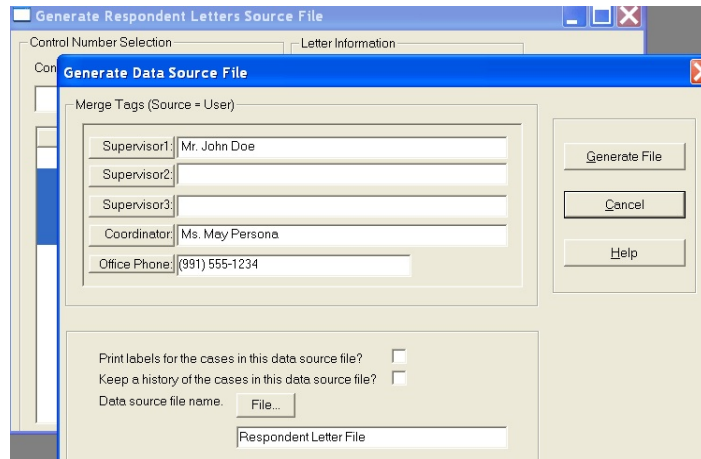 Generate Respondent Letters Source File
Control Number Selection
Letter Information
Con
Generate Data Source File
Merge Tags (Source = User)
Supervisor1: Mr. John Doe
Supervisor2:
Supervisor3:
Coordinator: Ms. May Persona
Office Phone: (991) 555-1234
Generate File
Cancel
Help
Print labels for the cases in this data source file?
Keep a history of the cases in this data source file?
Data source file name. File...
Respondent Letter File